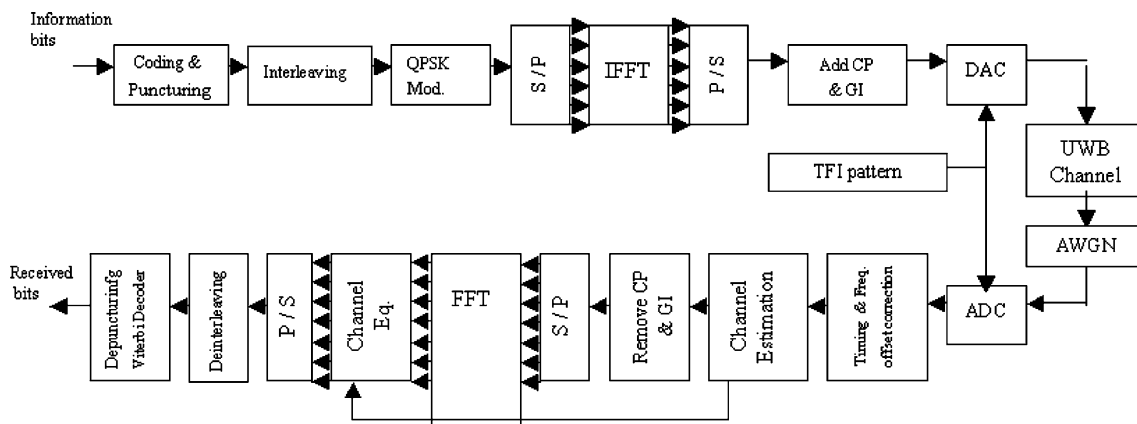 Information
bits
Coding &
Puncturing
Interleaving
QPSK
Mod.
S / P
IFFT
P / S
Add CP
& GI
DAC
UWB
Channel
TFI pattern
AWGN
Received
bits
Depuncturinfg
Viterbi Decoder
Deinterleaving
P / S
Channel
Eq.
FFT
S / P
Remove CP
& GI
Channel
Estimation
Timing & Freq.
offset correction
ADC